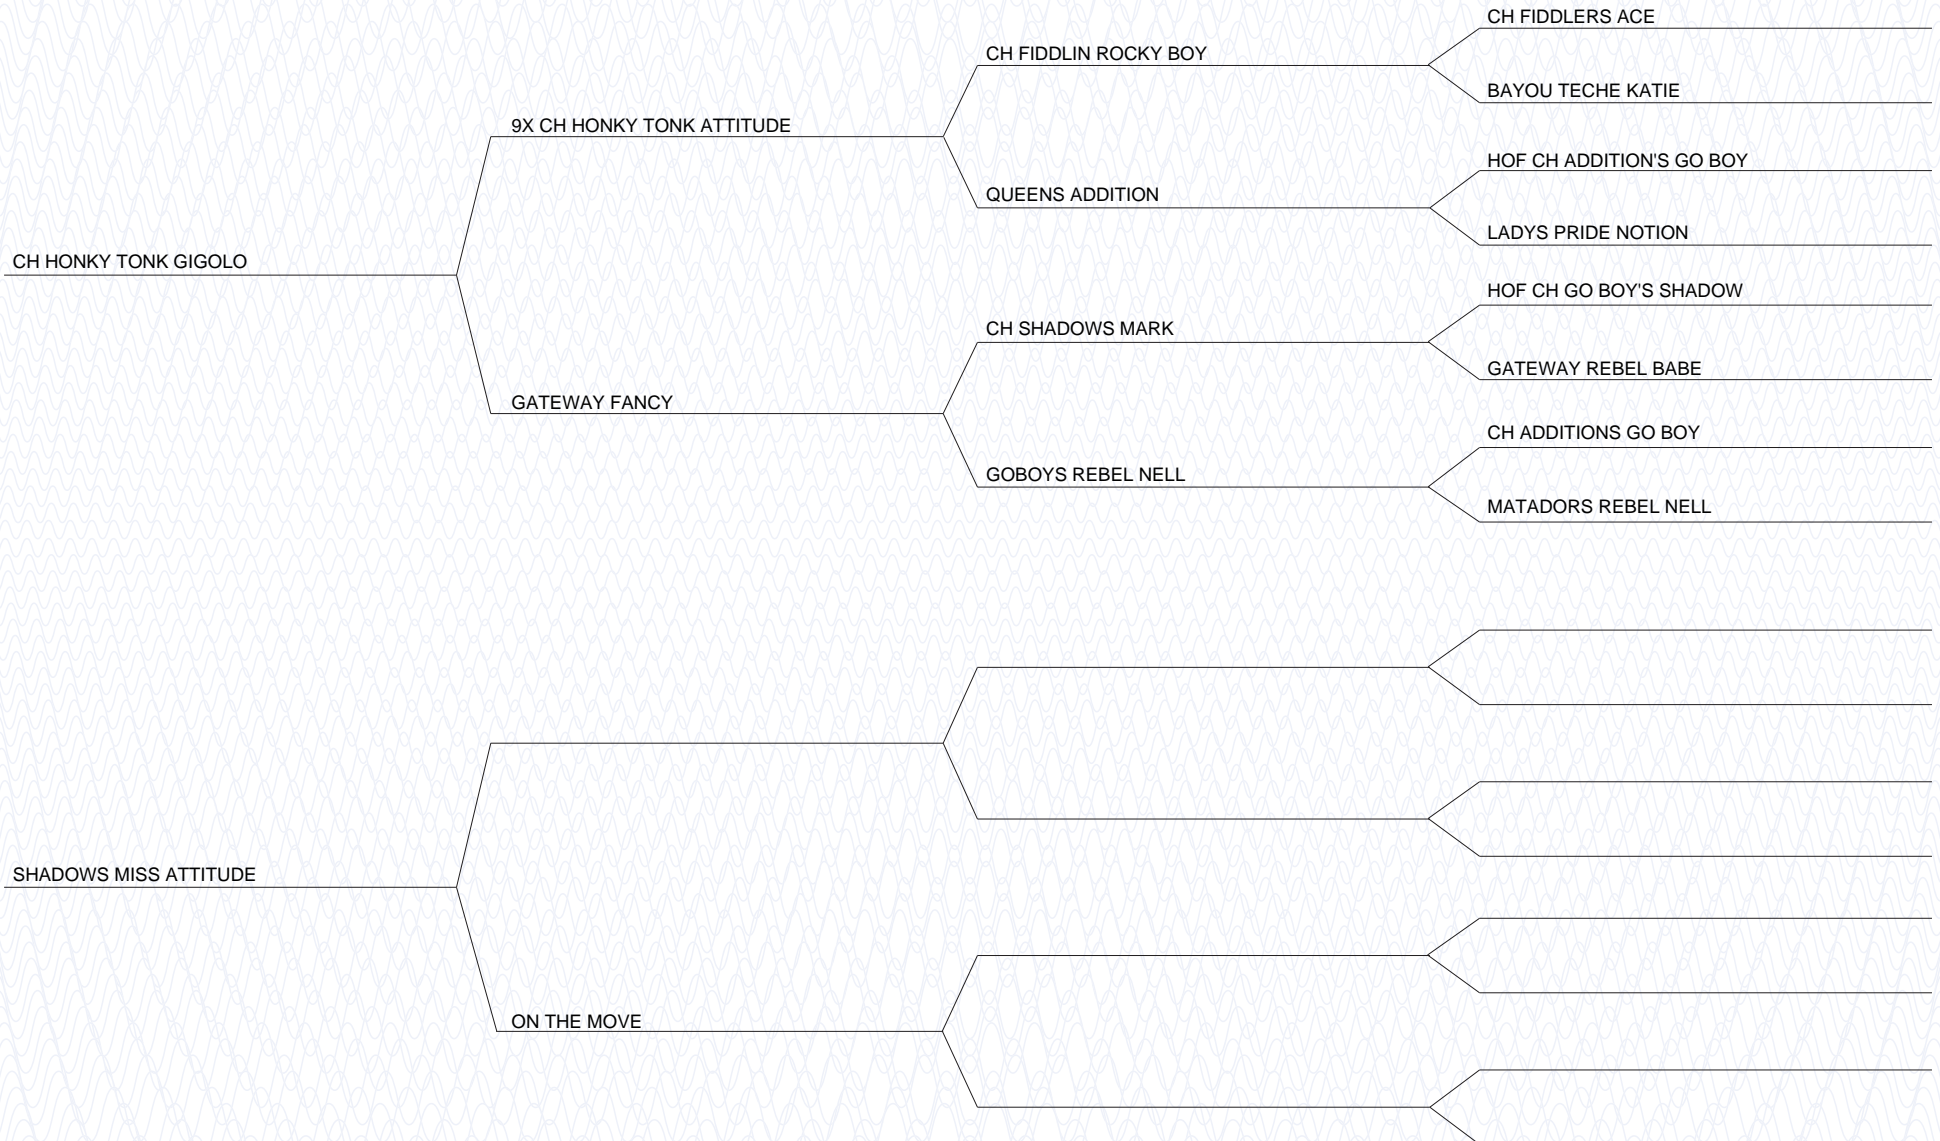 CH FIDDLERS ACE
CH FIDDLIN ROCKY BOY
BAYOU TECHE KATIE
9X CH HONKY TONK ATTITUDE
HOF CH ADDITION'S GO BOY
QUEENS ADDITION
LADYS PRIDE NOTION
CH HONKY TONK GIGOLO
HOF CH GO BOY'S SHADOW
CH SHADOWS MARK
GATEWAY REBEL BABE
GATEWAY FANCY
CH ADDITIONS GO BOY
GOBOYS REBEL NELL
MATADORS REBEL NELL
SHADOWS MISS ATTITUDE
ON THE MOVE